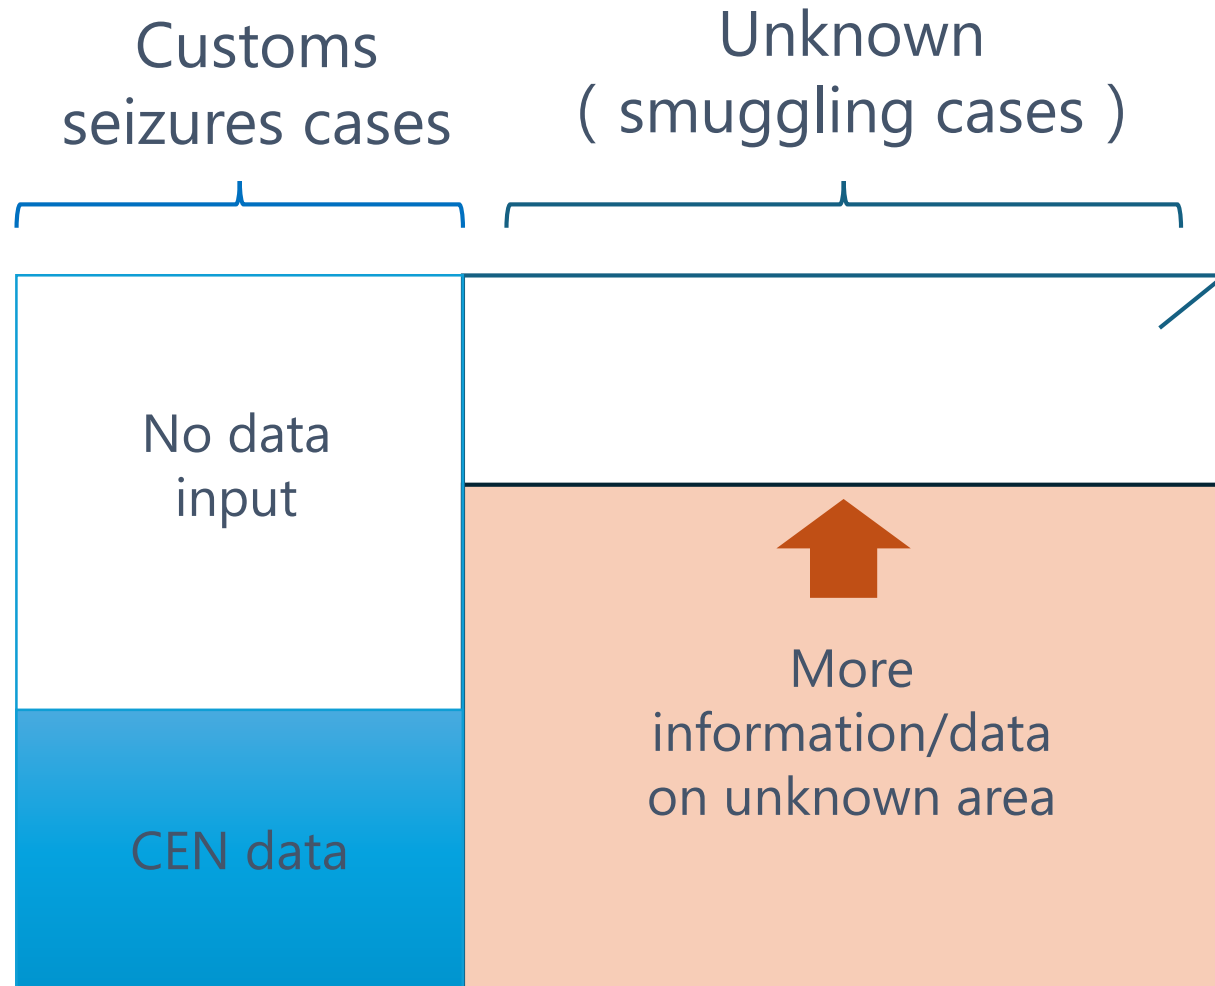 Customs
seizures cases
Unknown
( smuggling cases )
No data
input
More
information/data
on unknown area
CEN data